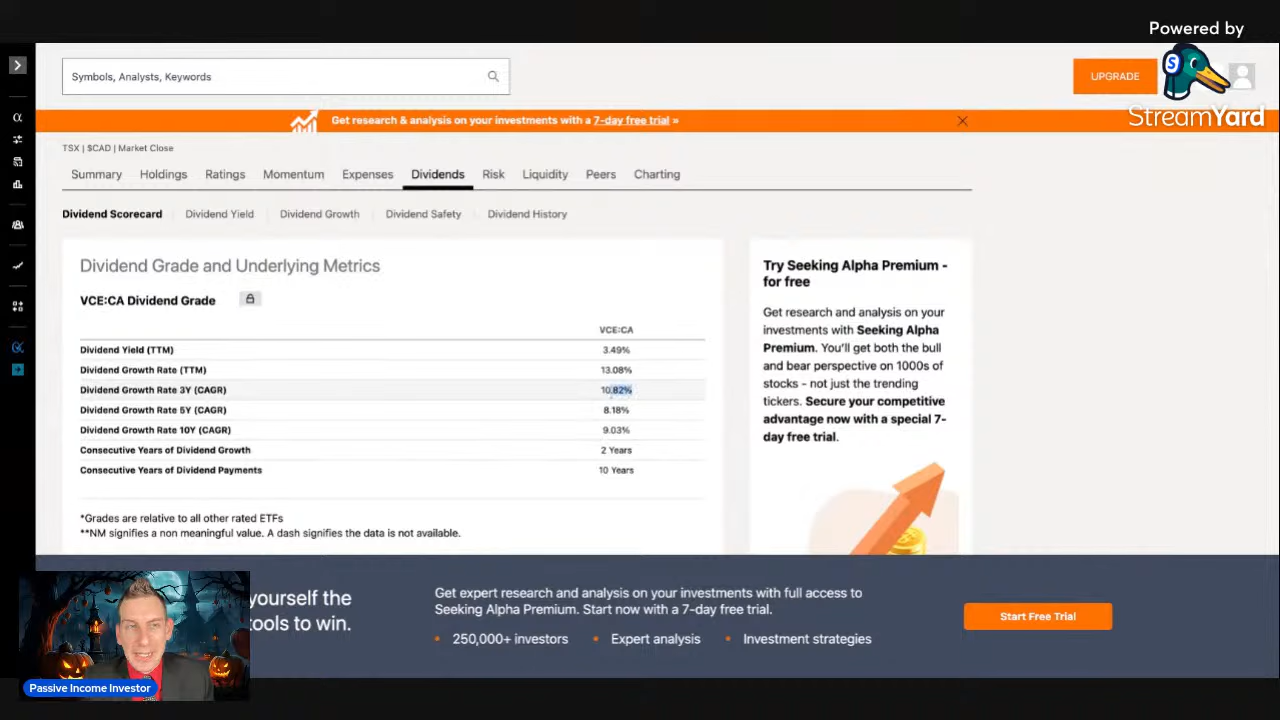 Powered by
StreamYard
Symbols, Analysts, Keywords
UPGRADE
Get research & analysis on your investments with a 7-day free trial »
TSX | $CAD | Market Close
Summary Holdings Ratings Momentum Expenses Dividends Risk Liquidity Peers Charting
Dividend Scorecard Dividend Yield Dividend Growth Dividend Safety Dividend History
Dividend Grade and Underlying Metrics
VCE:CA Dividend Grade
VCE:CA
Dividend Yield (TTM) 3.49%
Dividend Growth Rate (TTM) 13.08%
Dividend Growth Rate 3Y (CAGR) 10.82%
Dividend Growth Rate 5Y (CAGR) 8.18%
Dividend Growth Rate 10Y (CAGR) 9.03%
Consecutive Years of Dividend Growth 2 Years
Consecutive Years of Dividend Payments 10 Years
*Grades are relative to all other rated ETFs
**NM signifies a non meaningful value. A dash signifies the data is not available.
Try Seeking Alpha Premium -
for free
Get research and analysis on your
investments with Seeking Alpha
Premium. You'll get both the bull
and bear perspective on 1000s of
stocks - not just the trending
tickers. Secure your competitive
advantage now with a special 7-
day free trial.
yourself the
tools to win.
Get expert research and analysis on your investments with full access to
Seeking Alpha Premium. Start now with a 7-day free trial.
• 250,000+ investors • Expert analysis • Investment strategies
Start Free Trial
Passive Income Investor